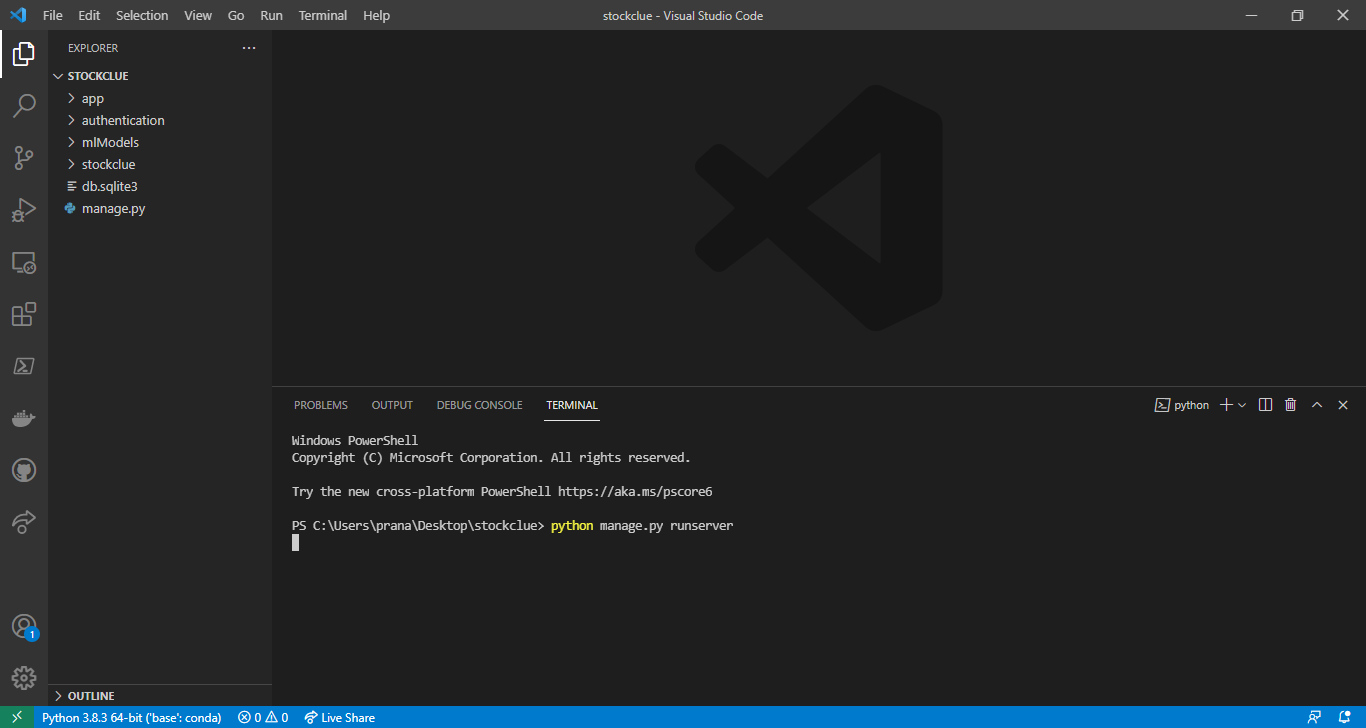 File Edit Selection View Go Run Terminal Help
stockclue - Visual Studio Code
EXPLORER
STOCKCLUE
app
authentication
mlModels
stockclue
db.sqlite3
manage.py
PROBLEMS OUTPUT DEBUG CONSOLE TERMINAL
python
Windows PowerShell
Copyright (C) Microsoft Corporation. All rights reserved.
Try the new cross-platform PowerShell https://aka.ms/pscore6
PS C:\Users\prana\Desktop\stockclue> python manage.py runserver
1
OUTLINE
Python 3.8.3 64-bit ('base': conda) 0 0 Live Share